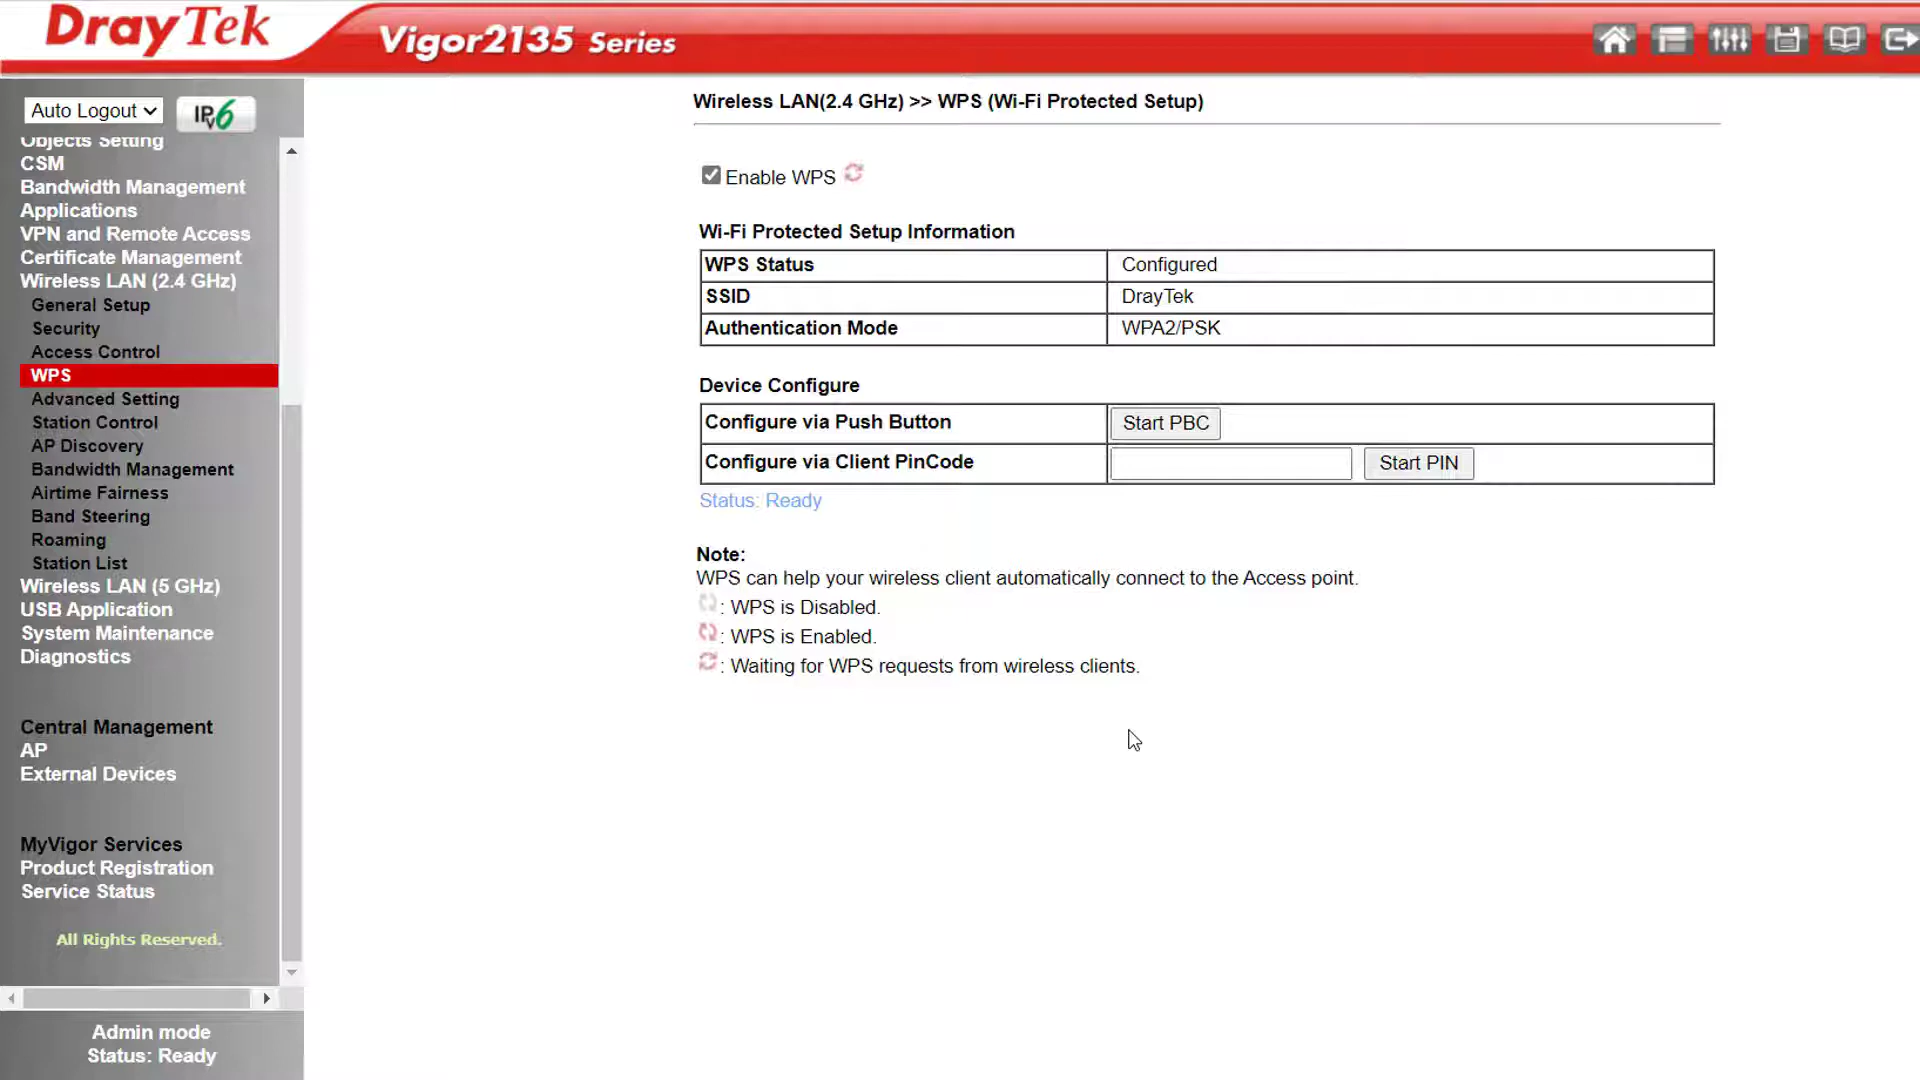 DrayTek
Vigor2135 Series
Auto Logout
IPv6
Objects Setting
CSM
Bandwidth Management
Applications
VPN and Remote Access
Certificate Management
Wireless LAN (2.4 GHz)
General Setup
Security
Access Control
WPS
Advanced Setting
Station Control
AP Discovery
Bandwidth Management
Airtime Fairness
Band Steering
Roaming
Station List
Wireless LAN (5 GHz)
USB Application
System Maintenance
Diagnostics
Central Management
AP
External Devices
MyVigor Services
Product Registration
Service Status
All Rights Reserved.
Admin mode
Status: Ready
Wireless LAN(2.4 GHz) >> WPS (Wi-Fi Protected Setup)
Enable WPS
Wi-Fi Protected Setup Information
WPS Status Configured
SSID DrayTek
Authentication Mode WPA2/PSK
Device Configure
Configure via Push Button Start PBC
Configure via Client PinCode Start PIN
Status: Ready
Note:
WPS can help your wireless client automatically connect to the Access point.
: WPS is Disabled.
: WPS is Enabled.
: Waiting for WPS requests from wireless clients.